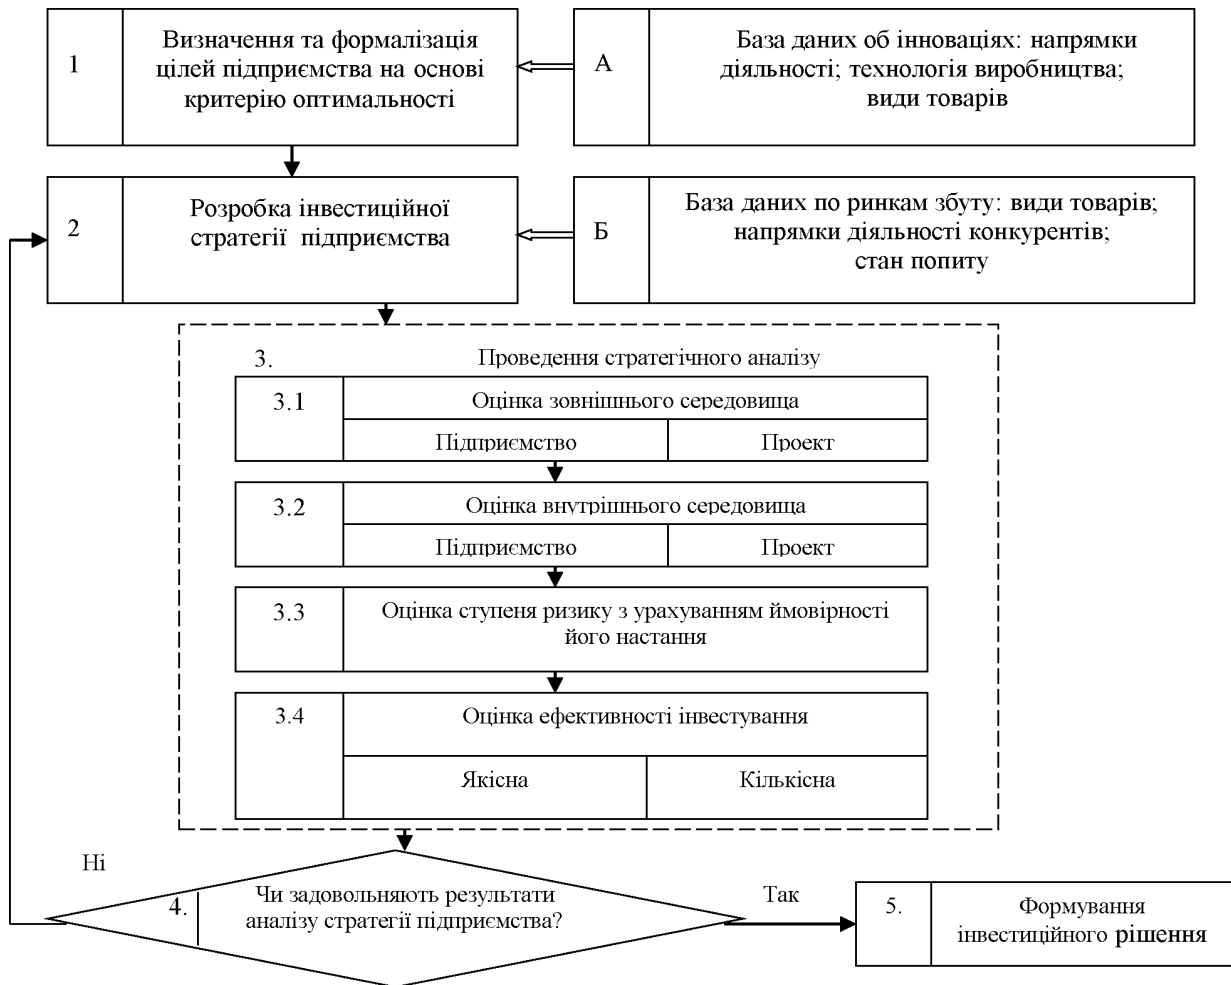 1
Визначення та формалізація
цілей підприємства на основі
критерію оптимальності
А
База даних об інноваціях: напрямки
діяльності; технологія виробництва;
види товарів
2
Розробка інвестиційної
стратегії підприємства
Б
База даних по ринкам збуту: види товарів;
напрямки діяльності конкурентів;
стан попиту
3.
Проведення стратегічного аналізу
3.1
Оцінка зовнішнього середовища
Підприємство
Проект
3.2
Оцінка внутрішнього середовища
Підприємство
Проект
3.3
Оцінка ступеня ризику з урахуванням ймовірності
його настання
3.4
Оцінка ефективності інвестування
Якісна
Кількісна
Ні
4.
Чи задовольняють результати
аналізу стратегії підприємства?
Так
5.
Формування
інвестиційного рішення